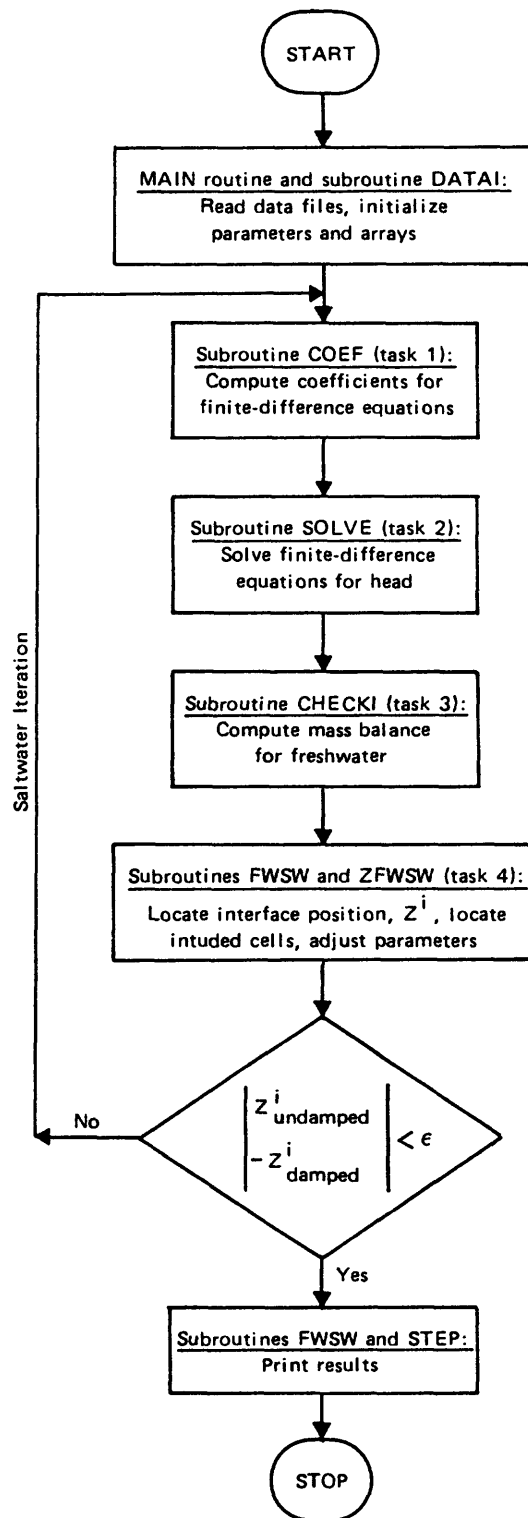 START
MAIN routine and subroutine DATAI:
Read data files, initialize
parameters and arrays
Subroutine COEF (task 1):
Compute coefficients for
finite-difference equations
Subroutine SOLVE (task 2):
Solve finite-difference
equations for head
Subroutine CHECKI (task 3):
Compute mass balance
for freshwater
Saltwater Iteration
Subroutines FWSW and ZFWSW (task 4):
Locate interface position, Z^i, locate
intuded cells, adjust parameters
No
| Z^i undamped
- Z^i damped | < ϵ
Yes
Subroutines FWSW and STEP:
Print results
STOP